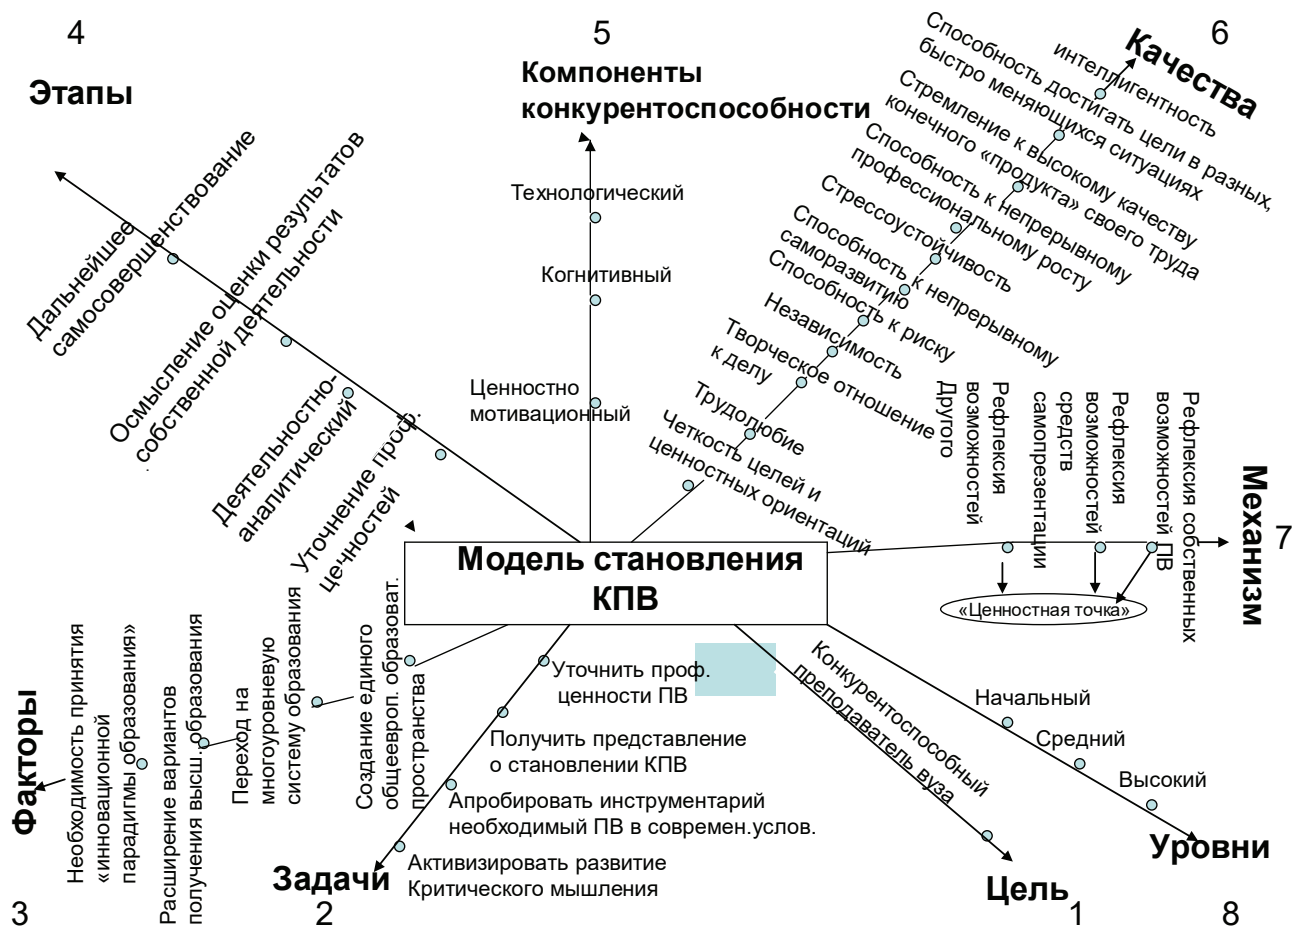 4
Этапы
Дальнейшее
самосовершенствование
Осмысление оценки результатов
собственной деятельности
Деятельностно-
аналитический
Уточнение проф.
цечностей
5
Компоненты
конкурентоспособности
Технологический
Когнитивный
Ценностно
мотивационный
6
Качества
интеллигентность
Способность достигать цели в разных,
быстро меняющихся ситуациях
Стремление к высокому качеству
конечного «продукта» своего труда
Способность к непрерывному
профессиональному росту
Стрессоустойчивость
Способность к непрерывному
саморазвитию
Способность к риску
Независимость
Творческое отношение
к делу
Трудолюбие
Четкость целей и
ценностных ориентаций
Механизм
7
Рефлексия
возможностей
Другого
Рефлексия
возможностей
средств
самопрезентации
Рефлексия собственных
возможностей ПВ
«Ценностная точка»
Модель становления
КПВ
Факторы
3
Необходимость принятия
«инновационной
парадигмы образования»
Расширение вариантов
получения высш.образования
Переход на
многоуровневую
систему образования
Создание единого
общеевроп. образоват.
пространства
Задачи
2
Уточнить проф.
ценности ПВ
Получить представление
о становлении КПВ
Апробировать инструментарий
необходимый ПВ в современ.услов.
Активизировать развитие
Критического мышления
Конкурентоспособный
преподаватель вуза
Цель
1
Начальный
Средний
Высокий
Уровни
8